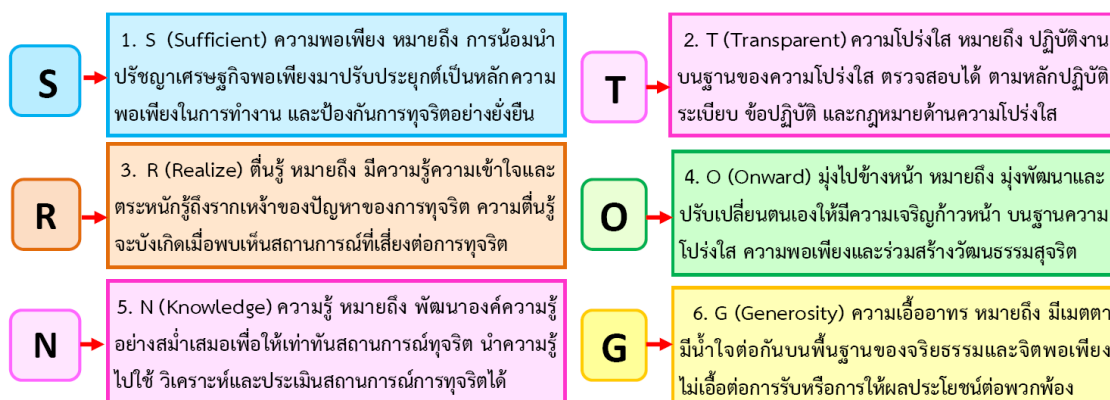 S
1. S (Sufficient) ความพอเพียง หมายถึง การน้อมนำ
ปรัชญาเศรษฐกิจพอเพียงมาปรับประยุกต์เป็นหลักความ
พอเพียงในการทำงาน และป้องกันการทุจริตอย่างยั่งยืน
T
2. T (Transparent) ความโปร่งใส หมายถึง ปฏิบัติงาน
บนฐานของความโปร่งใส ตรวจสอบได้ ตามหลักปฏิบัติ
ระเบียบ ข้อปฏิบัติ และกฎหมายด้านความโปร่งใส
R
3. R (Realize) ตื่นรู้ หมายถึง มีความรู้ความเข้าใจและ
ตระหนักรู้ถึงรากเหง้าของปัญหาของการทุจริต ความตื่นรู้
จะบังเกิดเมื่อพบเห็นสถานการณ์ที่เสี่ยงต่อการทุจริต
O
4. O (Onward) มุ่งไปข้างหน้า หมายถึง มุ่งพัฒนาและ
ปรับเปลี่ยนตนเองให้มีความเจริญก้าวหน้า บนฐานความ
โปร่งใส ความพอเพียงและร่วมสร้างวัฒนธรรมสุจริต
N
5. N (Knowledge) ความรู้ หมายถึง พัฒนาองค์ความรู้
อย่างสม่ำเสมอเพื่อให้เท่าทันสถานการณ์ทุจริต นำความรู้
ไปใช้ วิเคราะห์และประเมินสถานการณ์การทุจริตได้
G
6. G (Generosity) ความเอื้ออาทร หมายถึง มีเมตตา
มีน้ำใจต่อกันบนพื้นฐานของจริยธรรมและจิตพอเพียง
ไม่เอื้อต่อการรับหรือการให้ผลประโยชน์ต่อพวกพ้อง